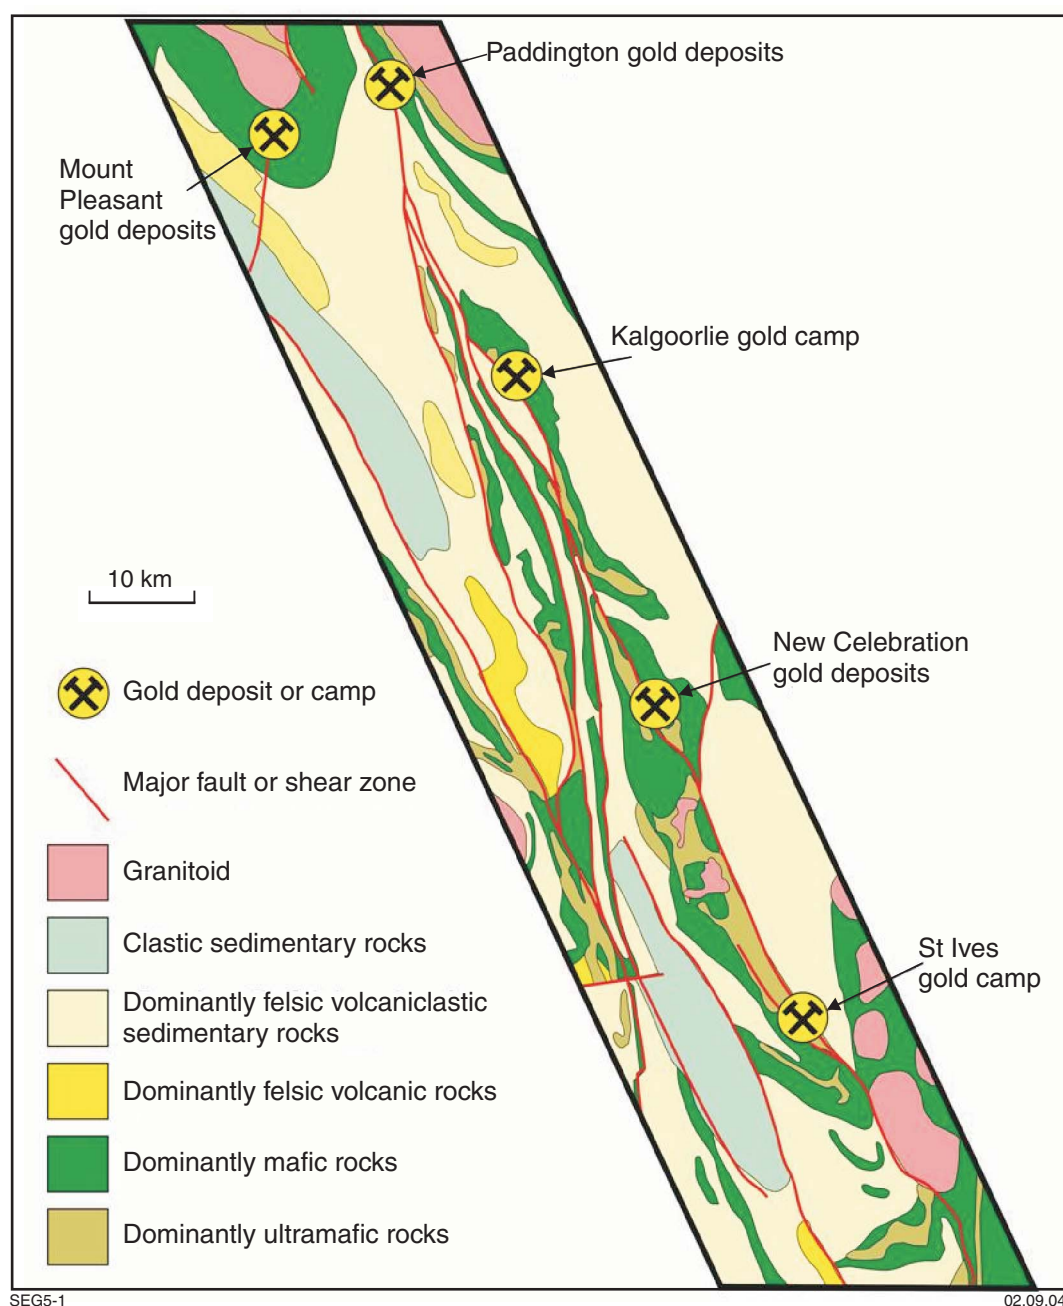 Paddington gold deposits
Mount
Pleasant
gold deposits
Kalgoorlie gold camp
10 km
New Celebration
gold deposits
Gold deposit or camp
Major fault or shear zone
Granitoid
Clastic sedimentary rocks
St Ives
gold camp
Dominantly felsic volcaniclastic
sedimentary rocks
Dominantly felsic volcanic rocks
Dominantly mafic rocks
Dominantly ultramafic rocks
SEG5-1
02.09.04